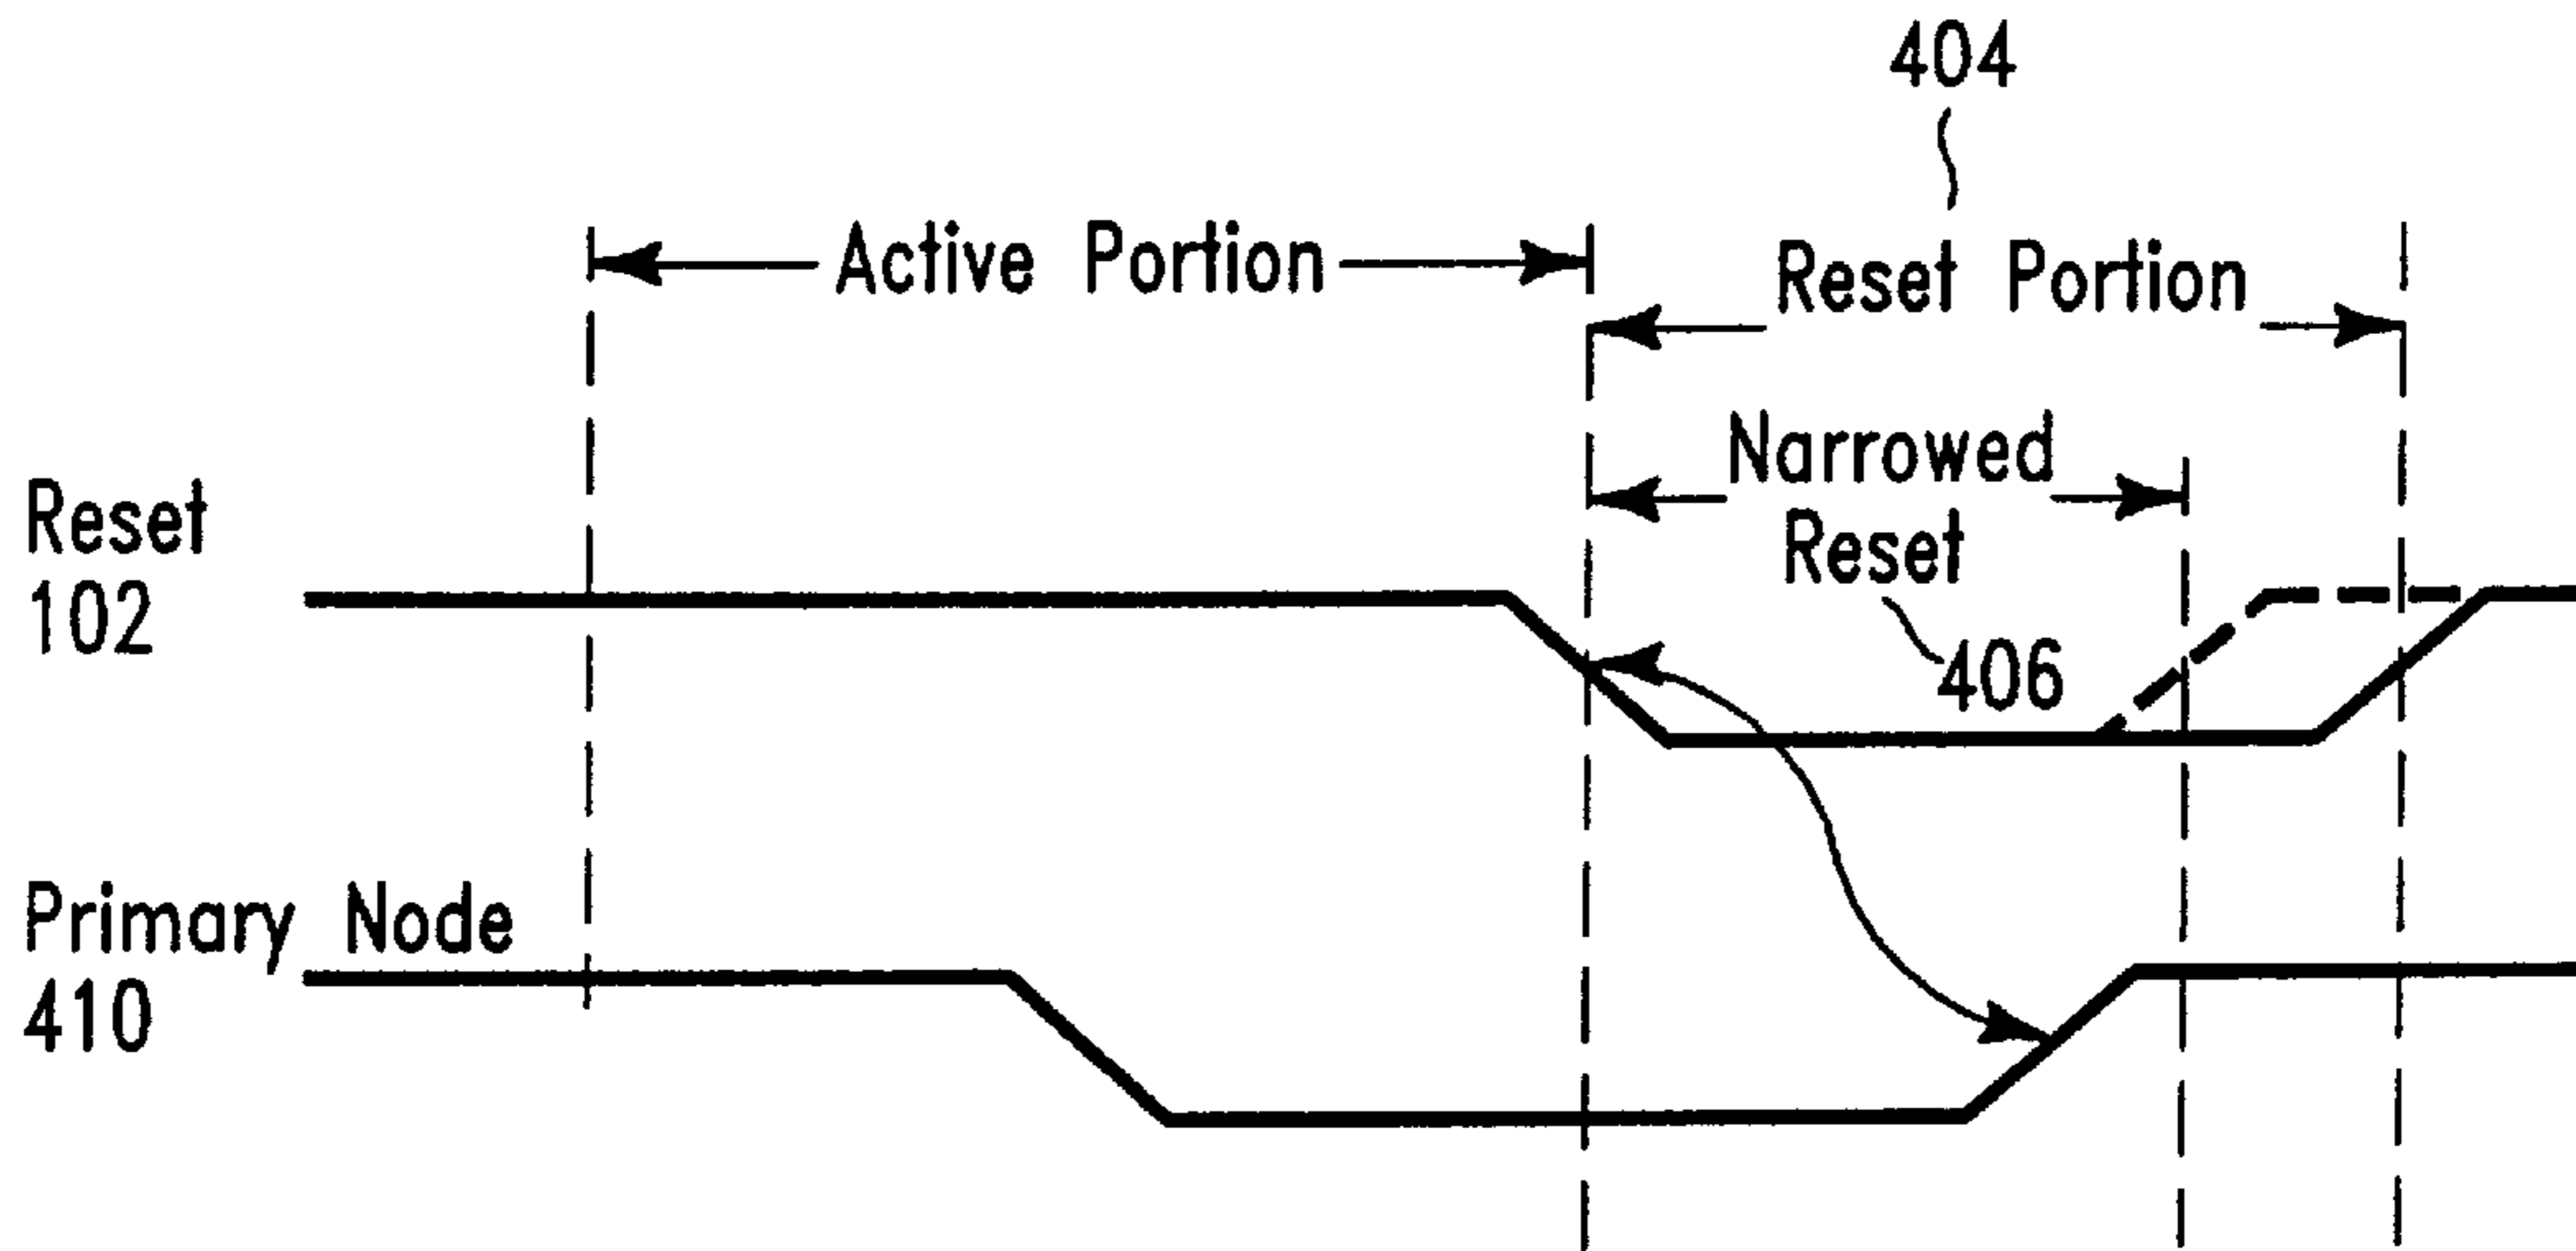 404
Active Portion
Reset Portion
Narrowed
Reset
406
Reset
102
Primary Node
410